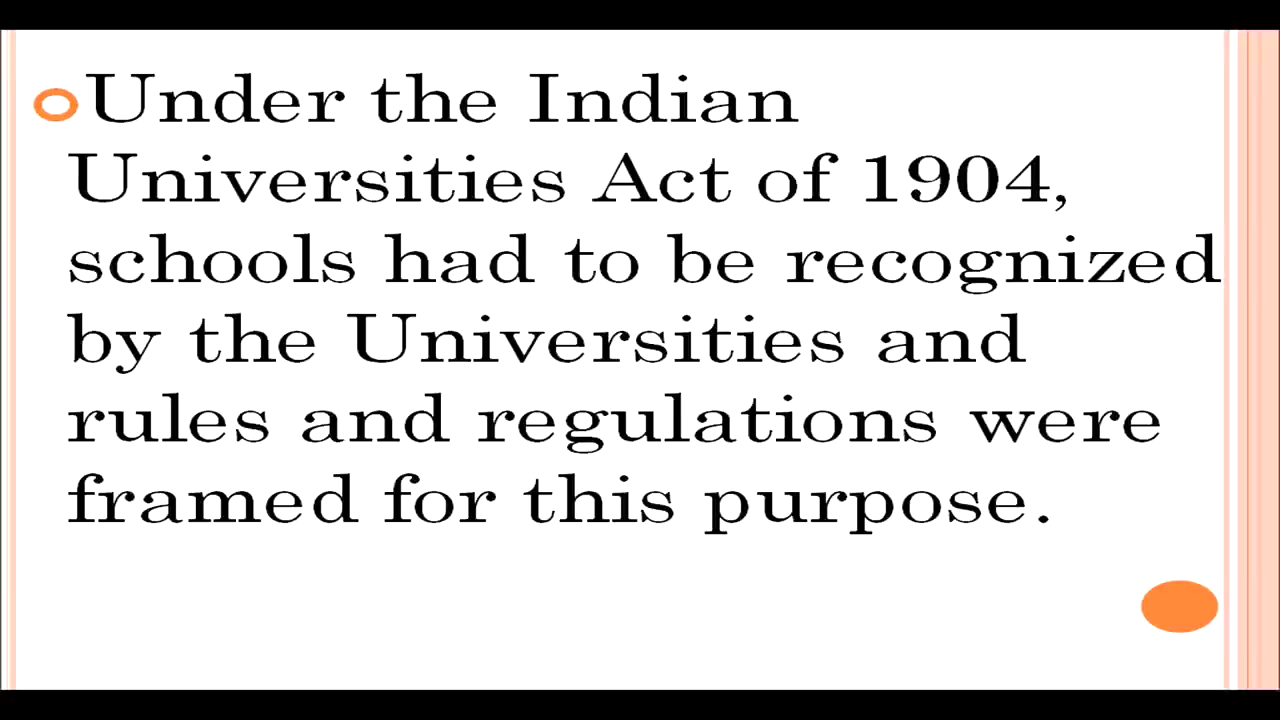 Under the Indian
Universities Act of 1904,
schools had to be recognized
by the Universities and
rules and regulations were
framed for this purpose.